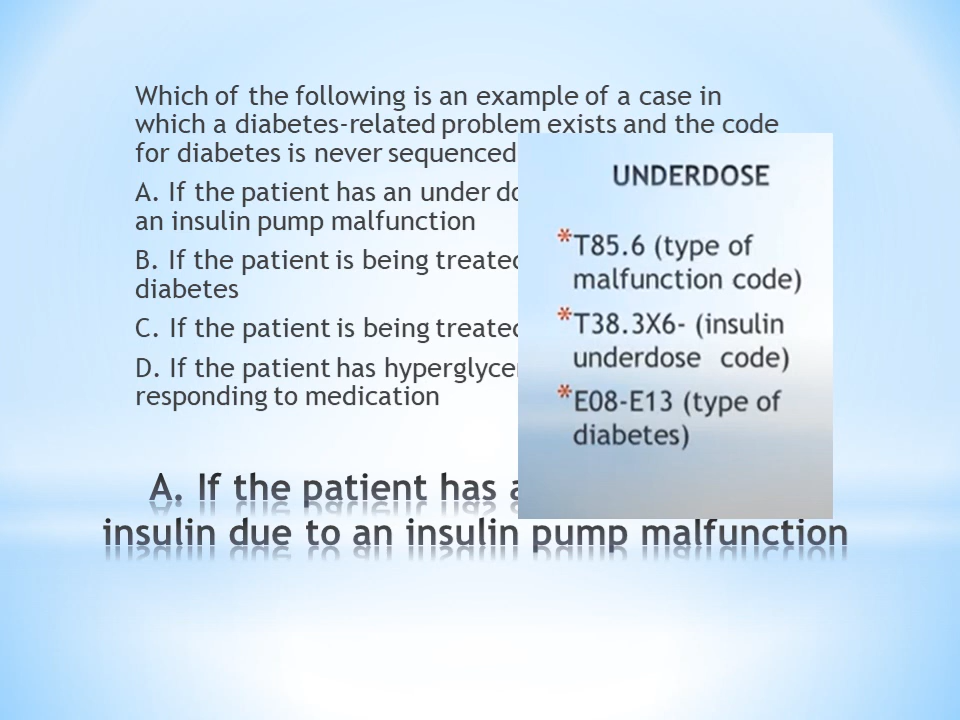 Which of the following is an example of a case in
which a diabetes-related problem exists and the code
for diabetes is never sequenced
A. If the patient has an under
an insulin pump malfunction
B. If the patient is being treated
diabetes
C. If the patient is being treated
D. If the patient has
responding to medication
UNDERDOSE
*T85.6 (type of
malfunction code)
*T38.3X6- (insulin
underdose code)
*E08-E13 (type of
diabetes)
A. If the patient has
insulin due to an insulin pump malfunction